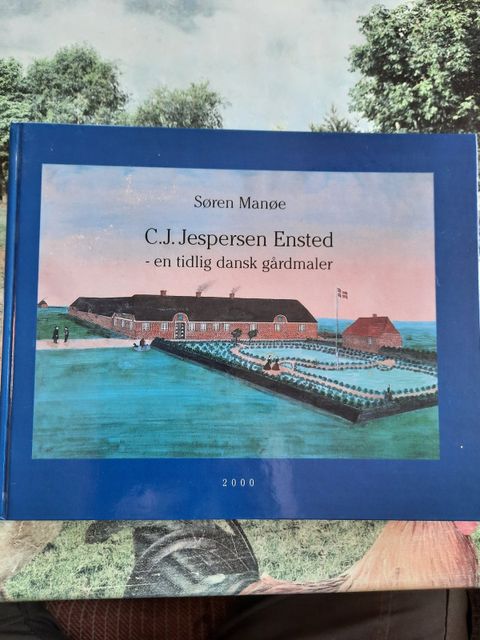 Søren Manøe
C.J. Jespersen Ensted
- en tidlig dansk gårdmaler
2000